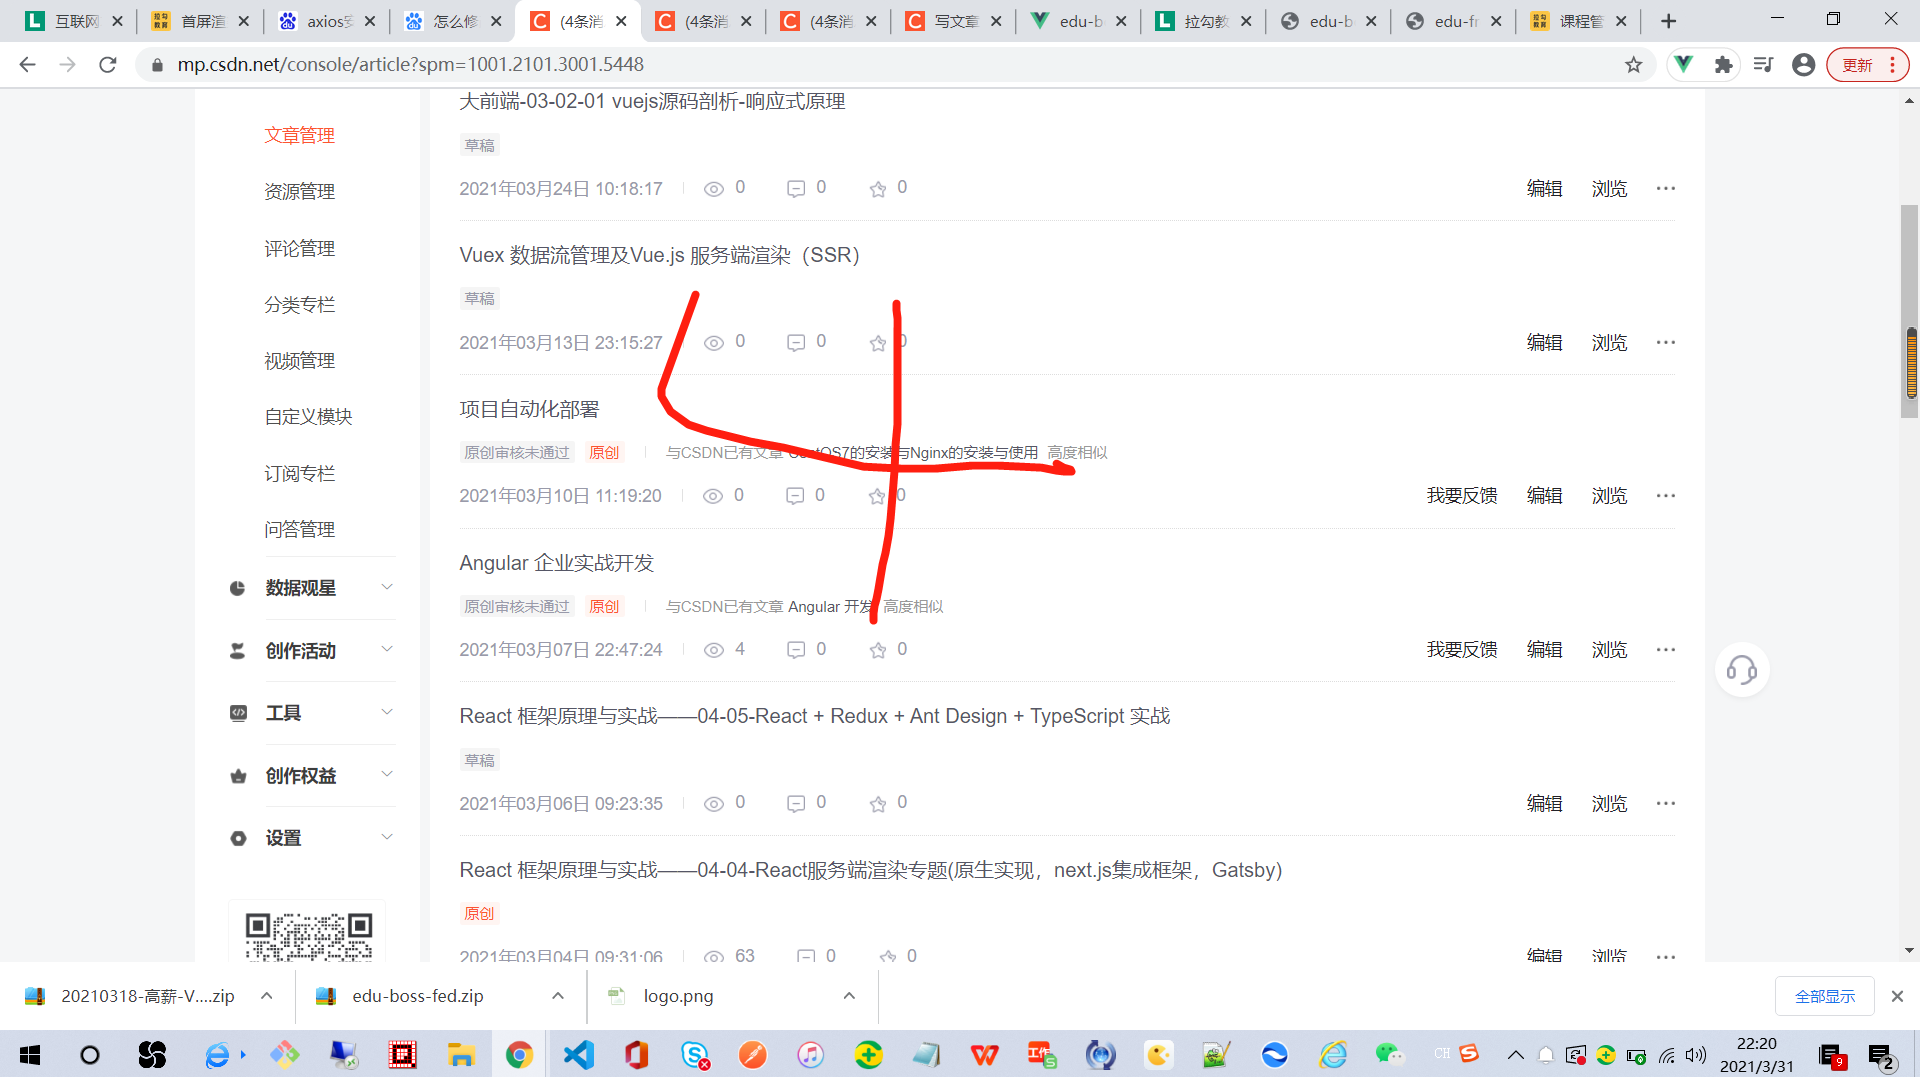 互联网
首屏渲
axios安
怎么修
(4条消
(4条消
(4条消
写文章
edu-b
拉勾教
edu-b
edu-fr
课程管
mp.csdn.net/console/article?spm=1001.2101.3001.5448
更新
文章管理
资源管理
评论管理
分类专栏
视频管理
自定义模块
订阅专栏
问答管理
数据观星
创作活动
工具
创作权益
设置
大前端-03-02-01 vuejs源码剖析-响应式原理
草稿
2021年03月24日 10:18:17 0 0 0 编辑 浏览
Vuex 数据流管理及Vue.js 服务端渲染（SSR）
草稿
2021年03月13日 23:15:27 0 0 0 编辑 浏览
项目自动化部署
原创审核未通过 原创 与CSDN已有文章 CentOS7的安装与Nginx的安装与使用 高度相似
2021年03月10日 11:19:20 0 0 0 我要反馈 编辑 浏览
Angular 企业实战开发
原创审核未通过 原创 与CSDN已有文章 Angular 开发 高度相似
2021年03月07日 22:47:24 4 0 0 我要反馈 编辑 浏览
React 框架原理与实战——04-05-React + Redux + Ant Design + TypeScript 实战
草稿
2021年03月06日 09:23:35 0 0 0 编辑 浏览
React 框架原理与实战——04-04-React服务端渲染专题(原生实现，next.js集成框架，Gatsby)
原创
2021年03月04日 09:31:06 63 0 0 编辑 浏览
4
20210318-高薪-V....zip
edu-boss-fed.zip
logo.png
全部显示
CH
22:20
2021/3/31
9
2